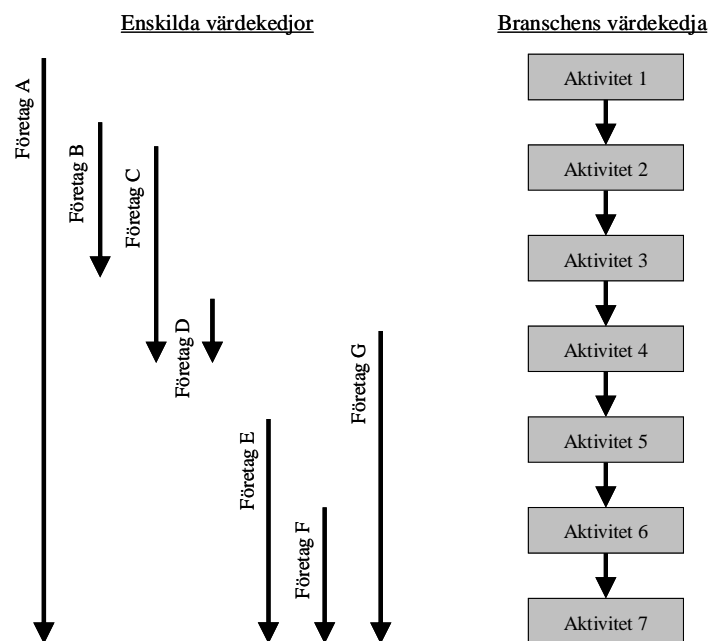 Enskilda värdekedjor
Branschens värdekedja
Företag A
Företag B
Företag C
Företag D
Företag E
Företag F
Företag G
Aktivitet 1
Aktivitet 2
Aktivitet 3
Aktivitet 4
Aktivitet 5
Aktivitet 6
Aktivitet 7